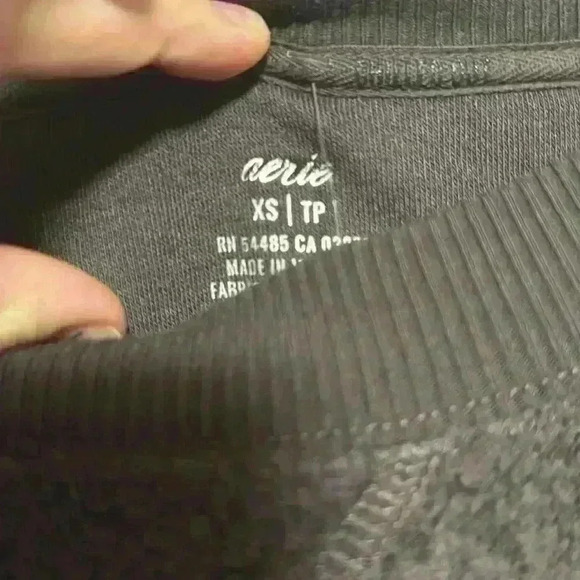 aerie
XS | TP
RN 54485 CA
MADE IN